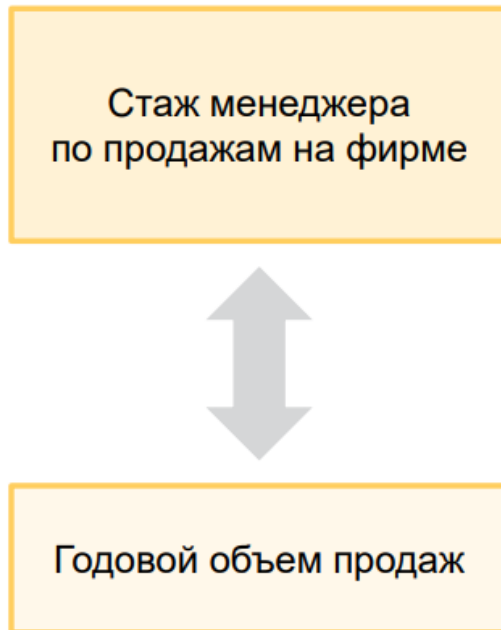 Стаж менеджера
по продажам на фирме
Годовой объем продаж